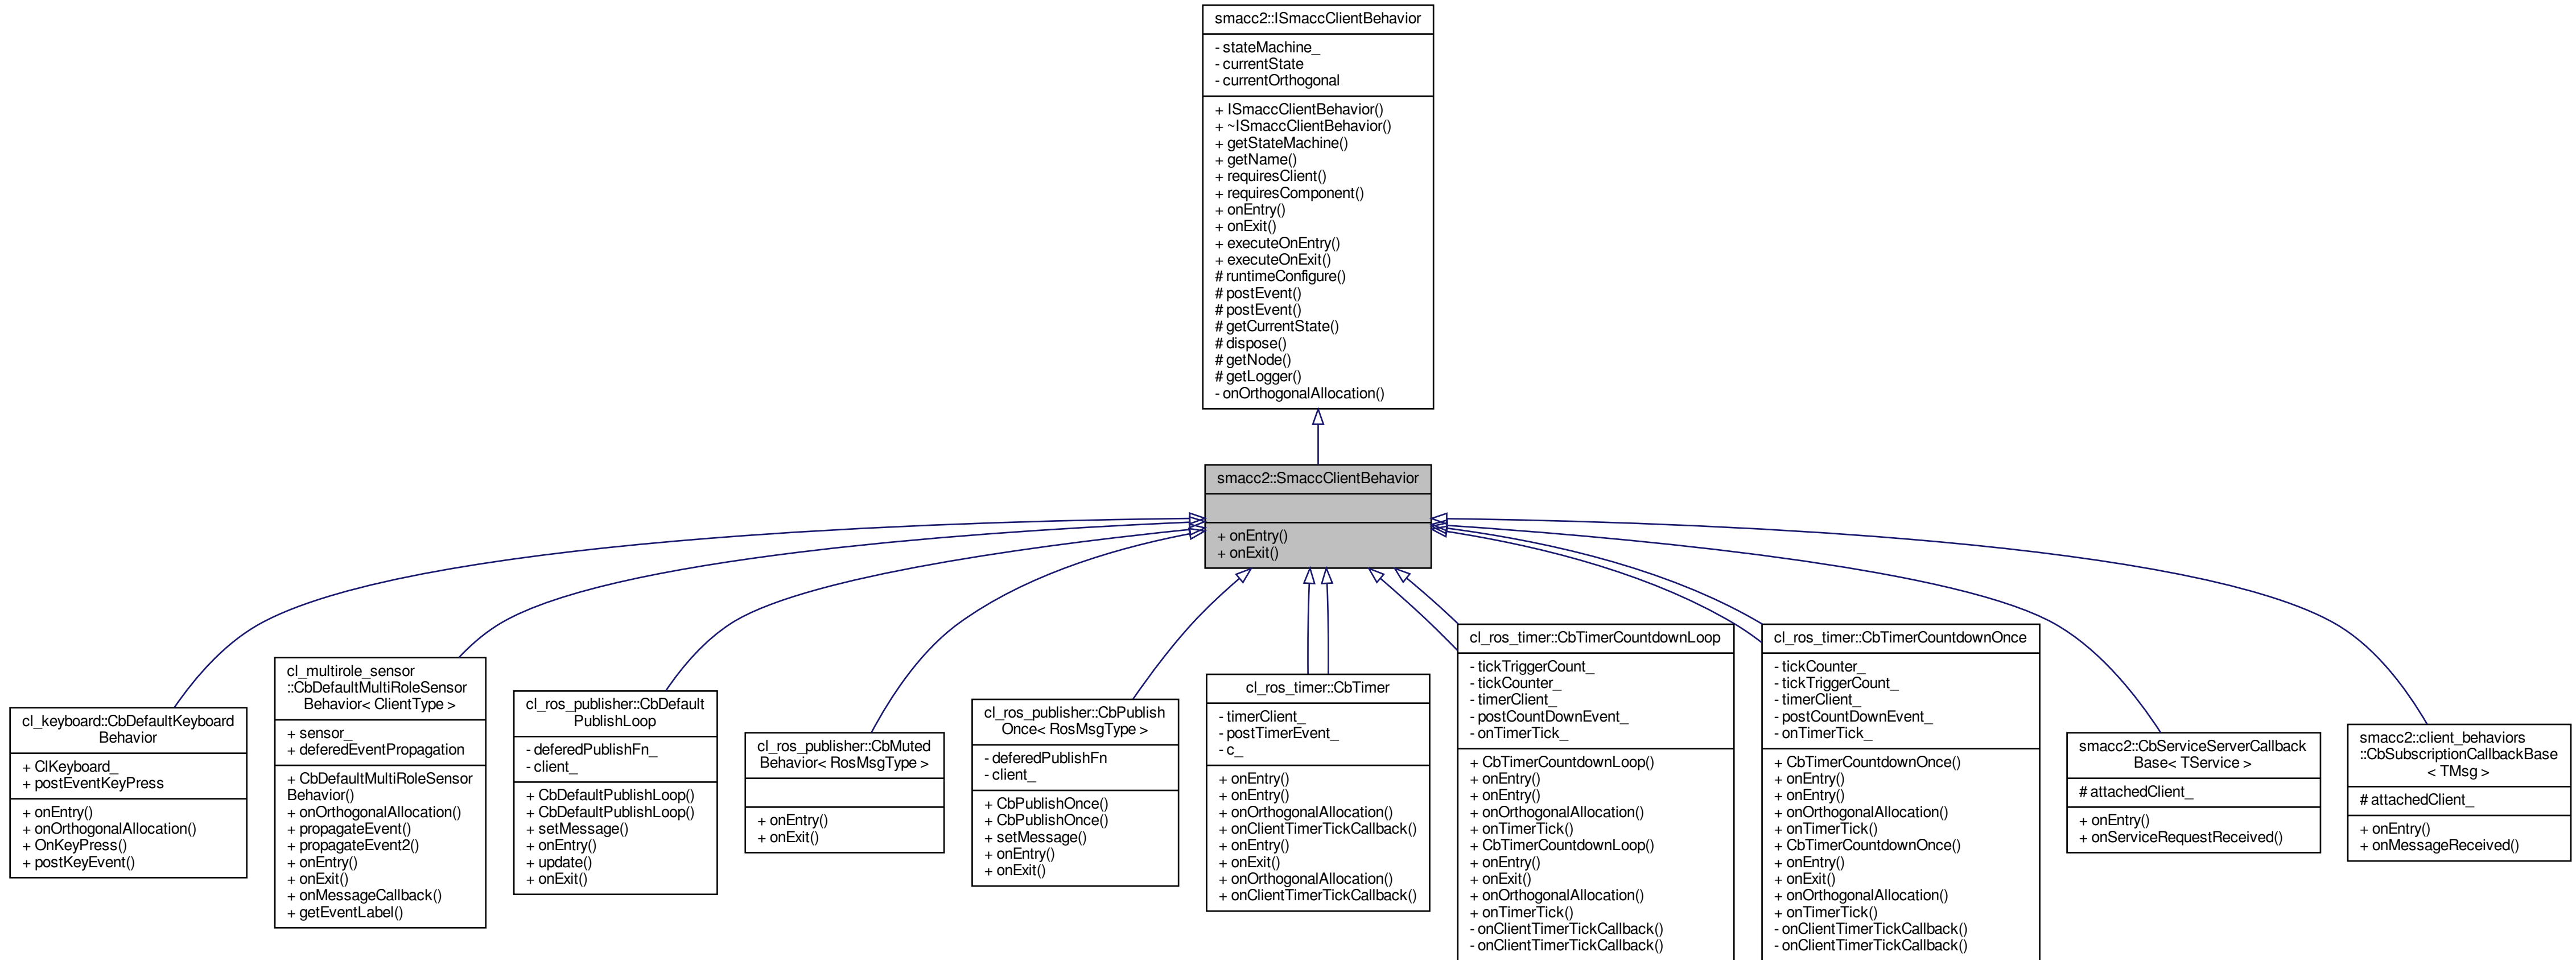 smacc2::ISmaccClientBehavior
- stateMachine_
- currentState
- currentOrthogonal
+ ISmaccClientBehavior()
+ ~ISmaccClientBehavior()
+ getStateMachine()
+ getName()
+ requiresClient()
+ requiresComponent()
+ onEntry()
+ onExit()
+ executeOnEntry()
+ executeOnExit()
# runtimeConfigure()
# postEvent()
# postEvent()
# getCurrentState()
# dispose()
# getNode()
# getLogger()
- onOrthogonalAllocation()
smacc2::SmaccClientBehavior
+ onEntry()
+ onExit()
cl_keyboard::CbDefaultKeyboard
Behavior
+ ClKeyboard_
+ postEventKeyPress
+ onEntry()
+ onOrthogonalAllocation()
+ OnKeyPress()
+ postKeyEvent()
cl_multirole_sensor
::CbDefaultMultiRoleSensor
Behavior< ClientType >
+ sensor_
+ deferedEventPropagation
+ CbDefaultMultiRoleSensor
Behavior()
+ onOrthogonalAllocation()
+ propagateEvent()
+ propagateEvent2()
+ onEntry()
+ onExit()
+ onMessageCallback()
+ getEventLabel()
cl_ros_publisher::CbDefault
PublishLoop
- deferedPublishFn_
- client_
+ CbDefaultPublishLoop()
+ CbDefaultPublishLoop()
+ setMessage()
+ onEntry()
+ update()
+ onExit()
cl_ros_publisher::CbMuted
Behavior< RosMsgType >
+ onEntry()
+ onExit()
cl_ros_publisher::CbPublish
Once< RosMsgType >
- deferedPublishFn
- client_
+ CbPublishOnce()
+ CbPublishOnce()
+ setMessage()
+ onEntry()
+ onExit()
cl_ros_timer::CbTimer
- timerClient_
- postTimerEvent_
- c_
+ onEntry()
+ onEntry()
+ onOrthogonalAllocation()
+ onClientTimerTickCallback()
+ onEntry()
+ onExit()
+ onOrthogonalAllocation()
+ onClientTimerTickCallback()
cl_ros_timer::CbTimerCountdownLoop
- tickTriggerCount_
- tickCounter_
- timerClient_
- postCountDownEvent_
- onTimerTick_
+ CbTimerCountdownLoop()
+ onEntry()
+ onEntry()
+ onOrthogonalAllocation()
+ onTimerTick()
+ CbTimerCountdownLoop()
+ onEntry()
+ onExit()
+ onOrthogonalAllocation()
+ onTimerTick()
- onClientTimerTickCallback()
- onClientTimerTickCallback()
cl_ros_timer::CbTimerCountdownOnce
- tickCounter_
- tickTriggerCount_
- timerClient_
- postCountDownEvent_
- onTimerTick_
+ CbTimerCountdownOnce()
+ onEntry()
+ onEntry()
+ onOrthogonalAllocation()
+ onTimerTick()
+ CbTimerCountdownOnce()
+ onEntry()
+ onExit()
+ onOrthogonalAllocation()
+ onTimerTick()
- onClientTimerTickCallback()
- onClientTimerTickCallback()
smacc2::CbServiceServerCallback
Base< TService >
# attachedClient_
+ onEntry()
+ onServiceRequestReceived()
smacc2::client_behaviors
::CbSubscriptionCallbackBase
< TMsg >
# attachedClient_
+ onEntry()
+ onMessageReceived()